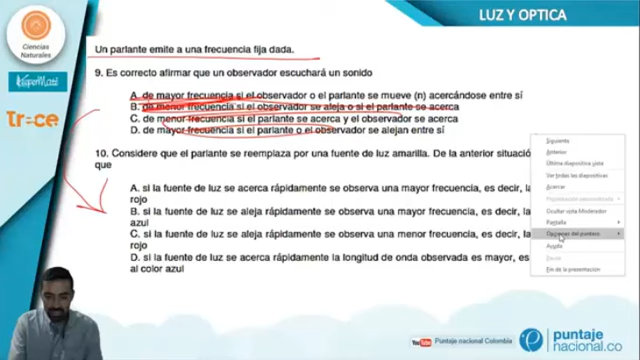 LUZ Y OPTICA
Ciencias
Naturales
Un parlante emite a una frecuencia fija dada.
9. Es correcto afirmar que un observador escuchará un sonido
A. de mayor frecuencia si el observador o el parlante se mueve (n) acercándose entre sí
B. de menor frecuencia si el observador se aleja o si el parlante se acerca
C. de menor frecuencia si el parlante se acerca y el observador se acerca
D. de mayor frecuencia si el parlante o el observador se alejan entre sí
10. Considere que el parlante se reemplaza por una fuente de luz amarilla. De la anterior situació
que
A. si la fuente de luz se acerca rápidamente se observa una mayor frecuencia, es decir, la
rojo
B. si la fuente de luz se aleja rápidamente se observa una mayor frecuencia, es decir, la
azul
C. si la fuente de luz se aleja rápidamente se observa una menor frecuencia, es decir, la
rojo
D. si la fuente de luz se acerca rápidamente la longitud de onda observada es mayor, es
al color azul
Siguiente
Anterior
Última diapositiva vista
Ver todas las diapositivas
Acercar
Ocultar vista Moderador
Pantalla
Opciones del puntero
Ayuda
Fin de la presentación
You Tube Puntaje nacional Colombia
puntaje
nacional.co